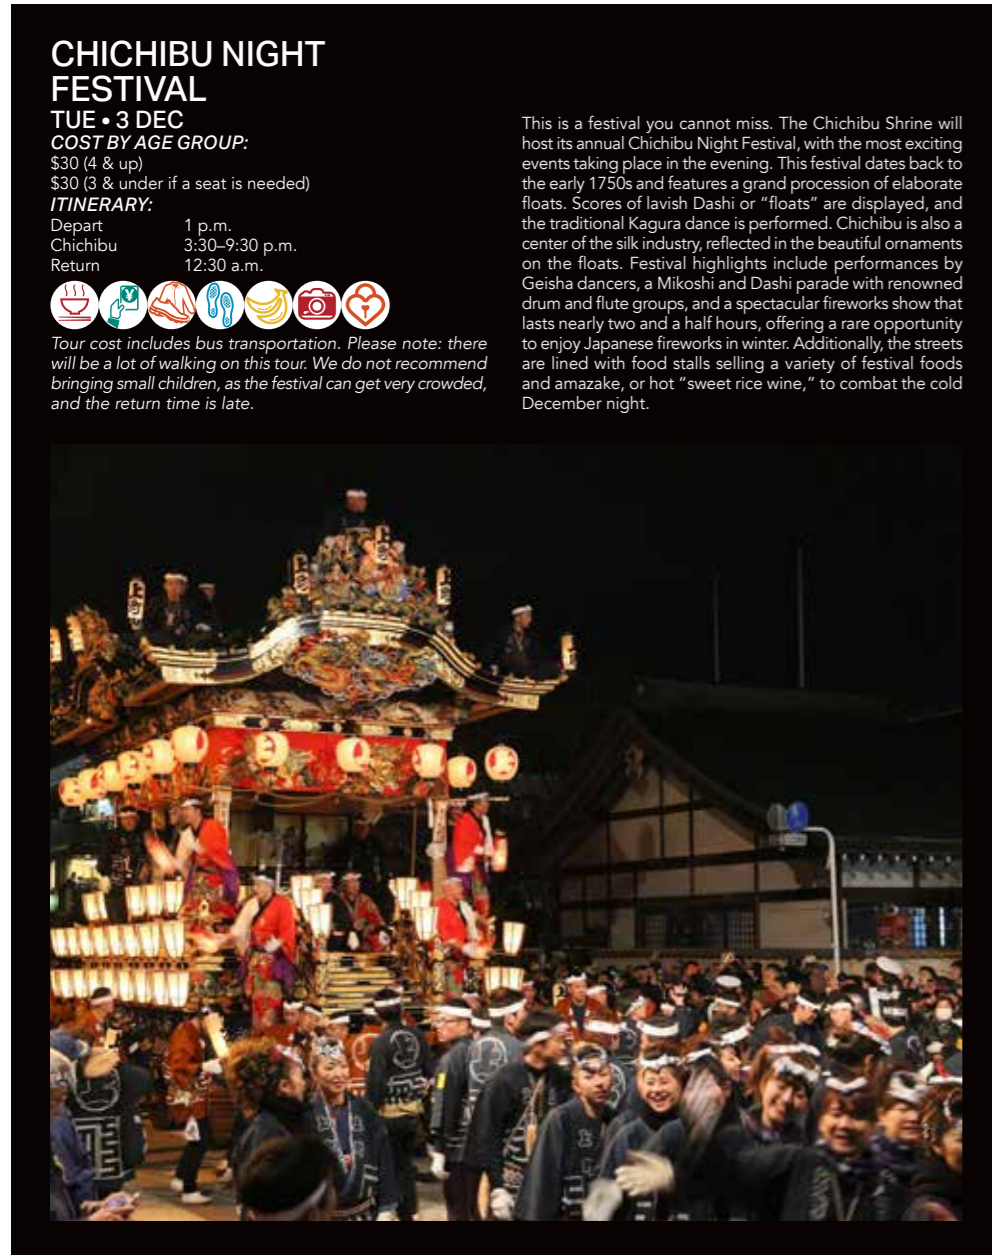 CHICHIBU NIGHT
FESTIVAL
TUE • 3 DEC
COST BY AGE GROUP:
$30 (4 & up)
$30 (3 & under if a seat is needed)
ITINERARY:
Depart 1 p.m.
Chichibu 3:30–9:30 p.m.
Return 12:30 a.m.
Tour cost includes bus transportation. Please note: there
will be a lot of walking on this tour. We do not recommend
bringing small children, as the festival can get very crowded,
and the return time is late.
This is a festival you cannot miss. The Chichibu Shrine will
host its annual Chichibu Night Festival, with the most exciting
events taking place in the evening. This festival dates back to
the early 1750s and features a grand procession of elaborate
floats. Scores of lavish Dashi or “floats” are displayed, and
the traditional Kagura dance is performed. Chichibu is also a
center of the silk industry, reflected in the beautiful ornaments
on the floats. Festival highlights include performances by
Geisha dancers, a Mikoshi and Dashi parade with renowned
drum and flute groups, and a spectacular fireworks show that
lasts nearly two and a half hours, offering a rare opportunity
to enjoy Japanese fireworks in winter. Additionally, the streets
are lined with food stalls selling a variety of festival foods
and amazake, or hot “sweet rice wine,” to combat the cold
December night.